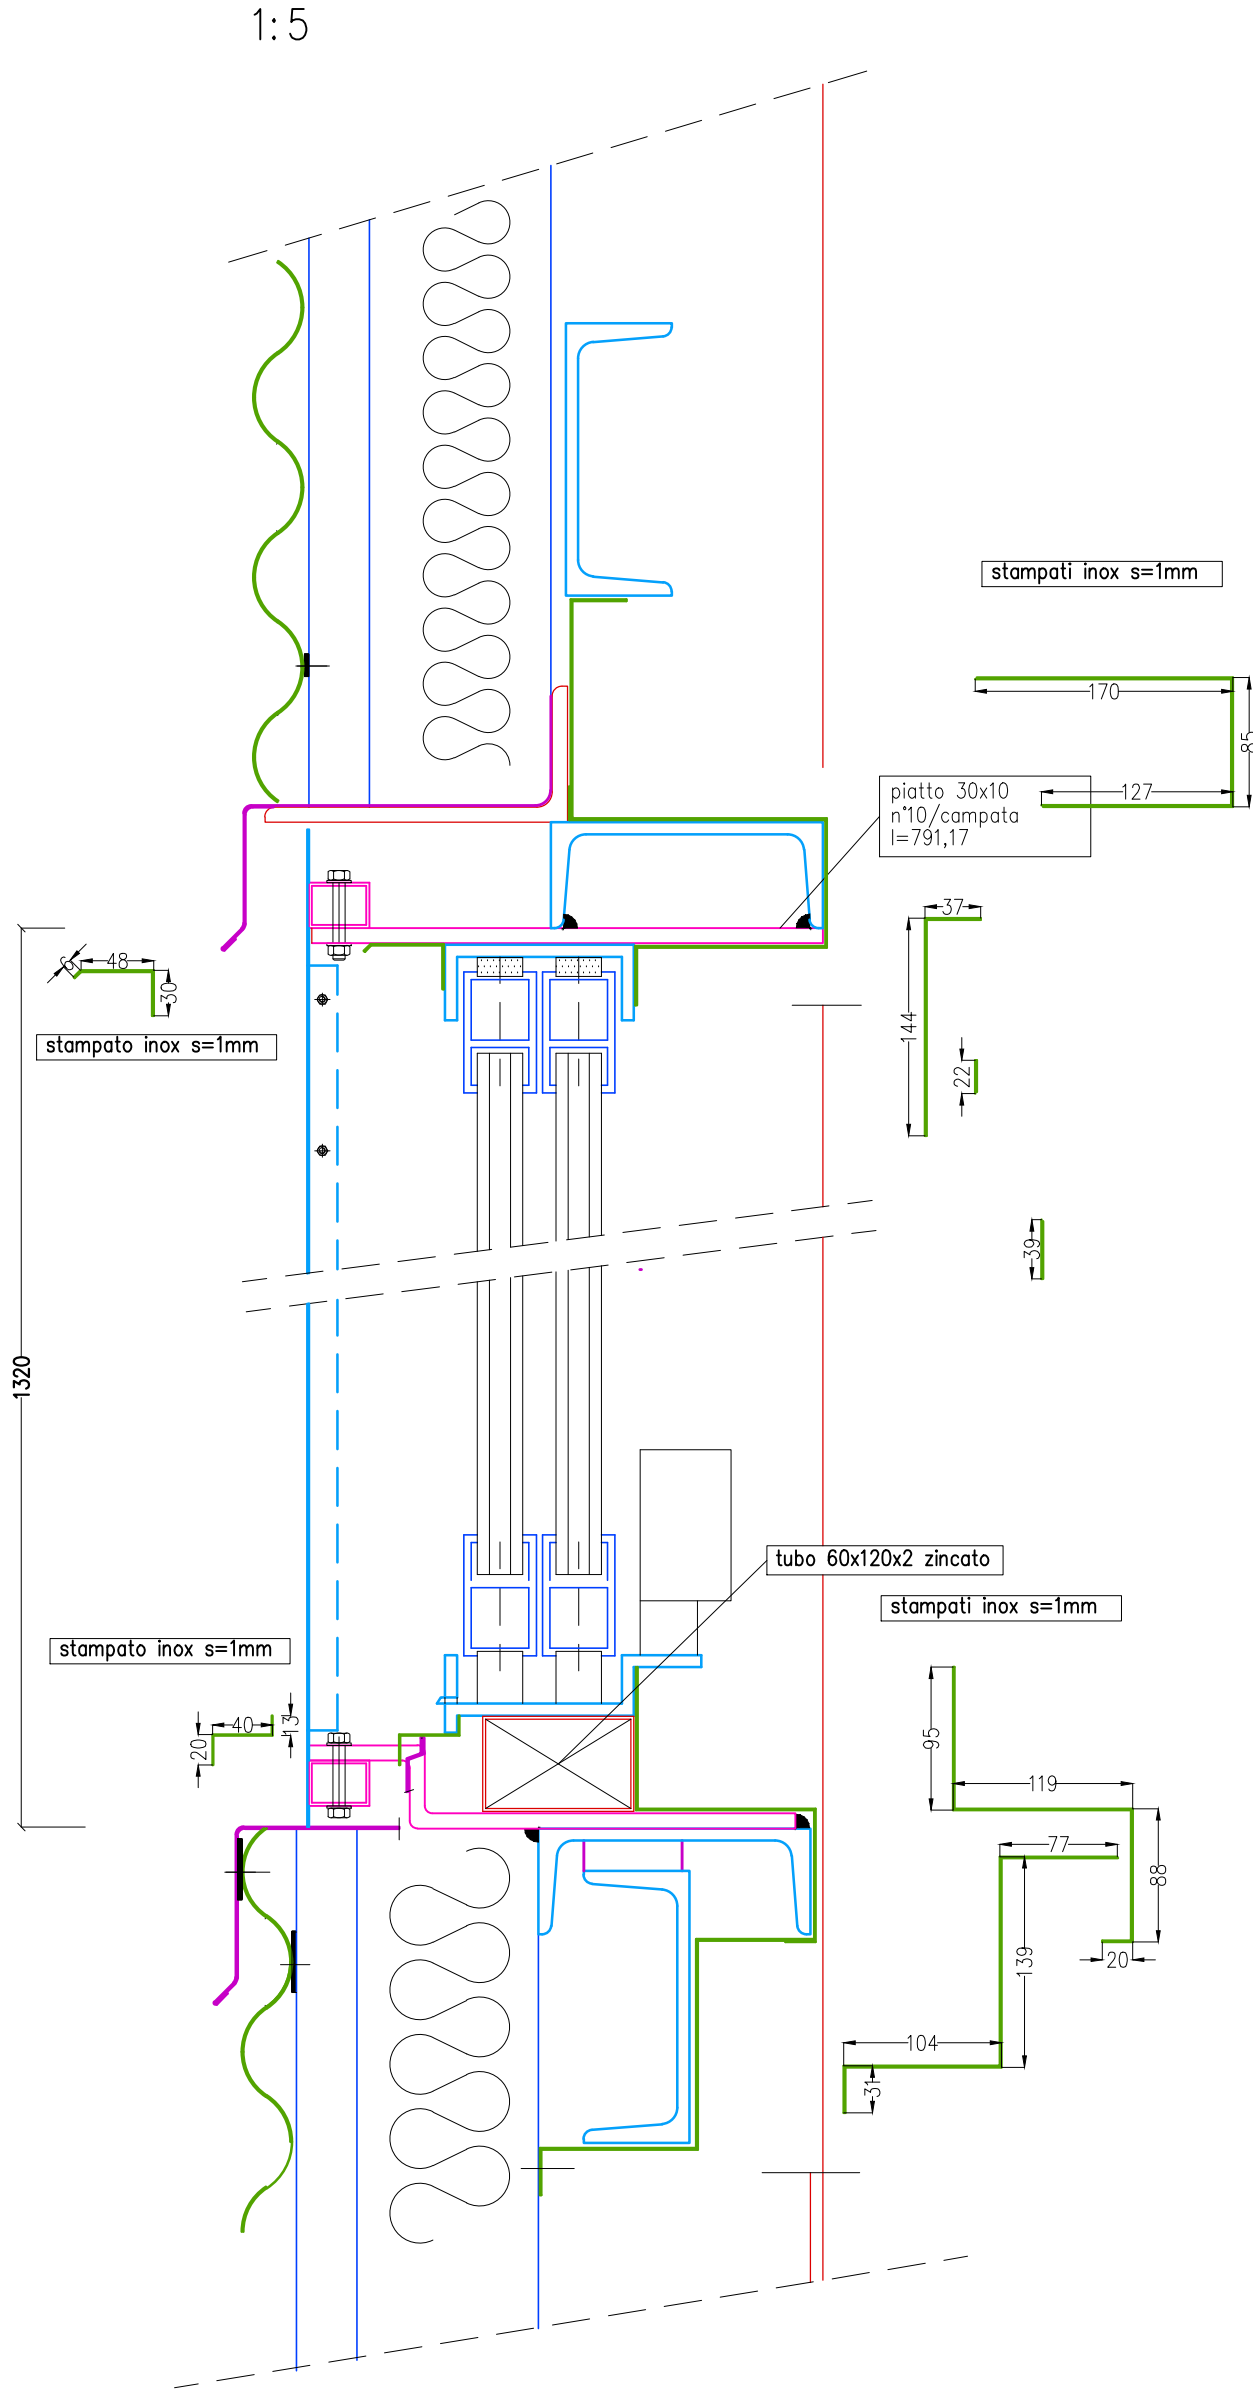 1:5
stampati inox s=1mm
170
85
127
piatto 30x10
n°10/campata
l=791,17
37
144
22
48
30
stampato inox s=1mm
39
1320
tubo 60x120x2 zincato
stampati inox s=1mm
stampato inox s=1mm
40
13
20
95
119
77
88
139
20
104
31